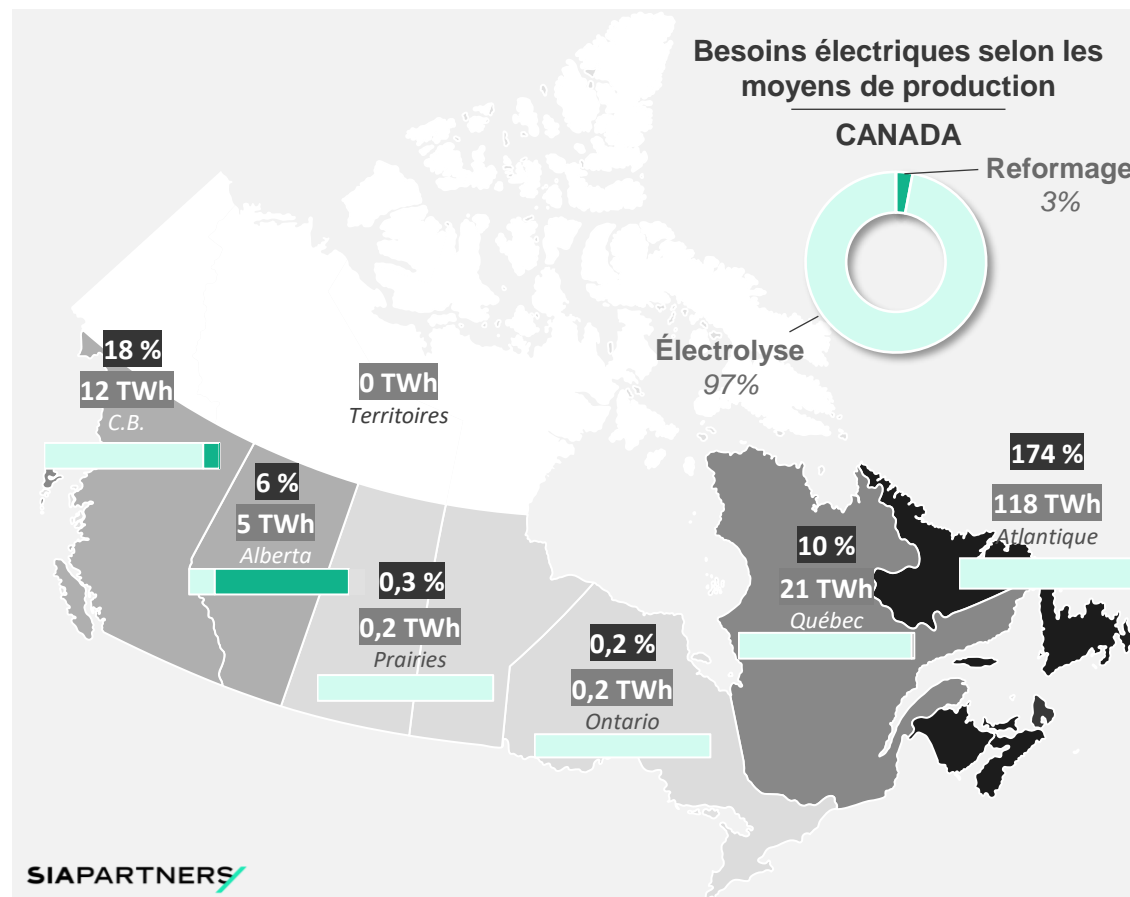 Besoins électriques selon les
moyens de production
CANADA
Reformage
3%
Électrolyse
97%
18 %
12 TWh
C.B.
0 TWh
Territoires
6 %
5 TWh
Alberta
0,3 %
0,2 TWh
Prairies
0,2 %
0,2 TWh
Ontario
10 %
21 TWh
Québec
174 %
118 TWh
Atlantique
SIAPARTNERS